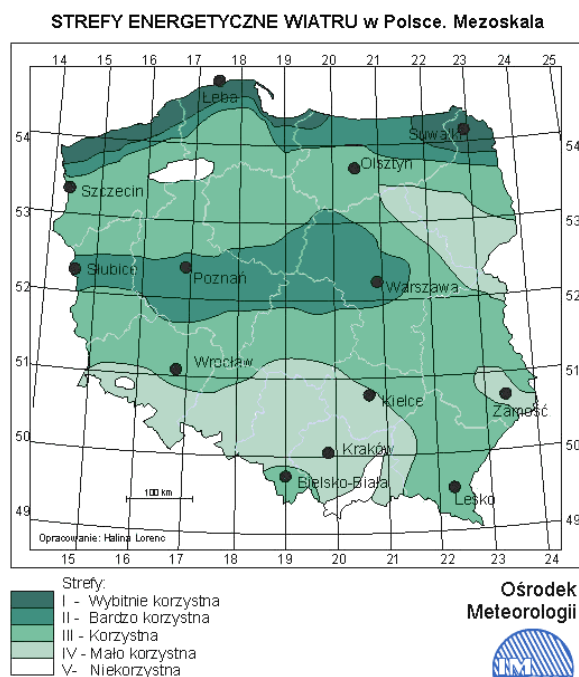 STREFY ENERGETYCZNE WIATRU w Polsce. Mezoskala
14 15 16 17 18 19 20 21 22 23 24 25
Łeba
54 Suwałki 54
Olsztyn
Szczecin
53 53
Słubice Poznań
52 Warszawa 52
51 Wrocław 51
Kielce
Zamość
50 Kraków 50
Bielsko-Biała
100 km Lesko
49 49
Opracowanie: Halina Lorenc
15 16 17 18 19 20 21 22 23
Strefy:
I - Wybitnie korzystna
II - Bardzo korzystna
III - Korzystna
IV - Mało korzystna
V- Niekorzystna
Ośrodek
Meteorologii
IM